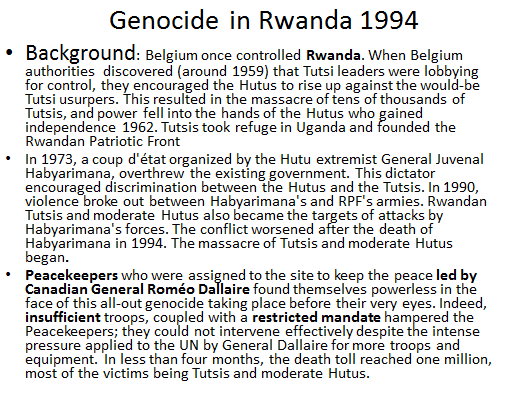 Genocide in Rwanda 1994
• Background: Belgium once controlled Rwanda. When Belgium
authorities discovered (around 1959) that Tutsi leaders were lobbying
for control, they encouraged the Hutus to rise up against the would-be
Tutsi usurpers. This resulted in the massacre of tens of thousands of
Tutsis, and power fell into the hands of the Hutus who gained
independence 1962. Tutsis took refuge in Uganda and founded the
Rwandan Patriotic Front
• In 1973, a coup d'état organized by the Hutu extremist General Juvenal
Habyarimana, overthrew the existing government. This dictator
encouraged discrimination between the Hutus and the Tutsis. In 1990,
violence broke out between Habyarimana's and RPF's armies. Rwandan
Tutsis and moderate Hutus also became the targets of attacks by
Habyarimana's forces. The conflict worsened after the death of
Habyarimana in 1994. The massacre of Tutsis and moderate Hutus
began.
• Peacekeepers who were assigned to the site to keep the peace led by
Canadian General Roméo Dallaire found themselves powerless in the
face of this all-out genocide taking place before their very eyes. Indeed,
insufficient troops, coupled with a restricted mandate hampered the
Peacekeepers; they could not intervene effectively despite the intense
pressure applied to the UN by General Dallaire for more troops and
equipment. In less than four months, the death toll reached one million,
most of the victims being Tutsis and moderate Hutus.